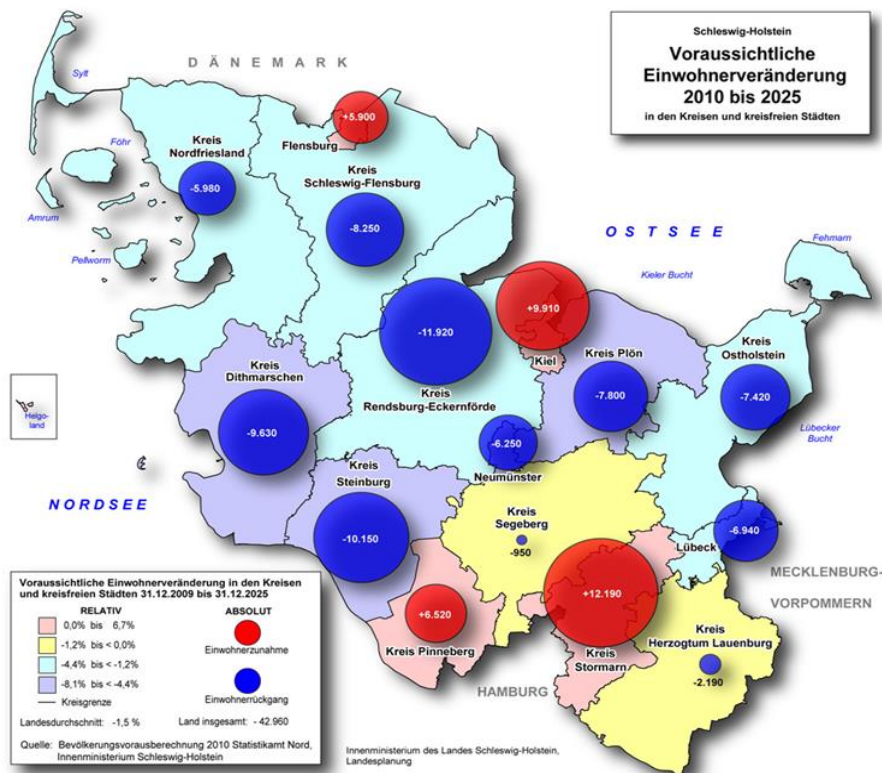 Schleswig-Holstein
Voraussichtliche
Einwohnerveränderung
2010 bis 2025
in den Kreisen und kreisfreien Städten
DÄNEMARK
Sylt
+5.900
Flensburg
Föhr
Kreis
Nordfriesland
-5.980
Kreis
Schleswig-Flensburg
-8.250
Amrum
Pellworm
OSTSEE
Fehmarn
Kieler Bucht
+9.910
Kiel
-11.920
Kreis
Rendsburg-Eckernförde
Kreis Plön
-7.800
Kreis
Ostholstein
-7.420
Kreis
Dithmarschen
-9.630
Helgo-
land
Lübecker
Bucht
-6.250
Neumünster
NORDSEE
Kreis
Steinburg
-10.150
Kreis
Segeberg
-950
-6.940
Lübeck
MECKLENBURG-
VORPOMMERN
+12.190
Kreis
Stormarn
+6.520
Kreis Pinneberg
Kreis
Herzogtum Lauenburg
-2.190
HAMBURG
Voraussichtliche Einwohnerveränderung in den Kreisen
und kreisfreien Städten 31.12.2009 bis 31.12.2025
RELATIV
0,0% bis 6,7%
-1,2% bis < 0,0%
-4,4% bis < -1,2%
-8,1% bis < -4,4%
Kreisgrenze
ABSOLUT
Einwohnerzunahme
Einwohnerrückgang
Landesdurchschnitt: -1,5 %
Land insgesamt: - 42.960
Quelle: Bevölkerungsvorausberechnung 2010 Statistikamt Nord,
Innenministerium Schleswig-Holstein
Innenministerium des Landes Schleswig-Holstein,
Landesplanung